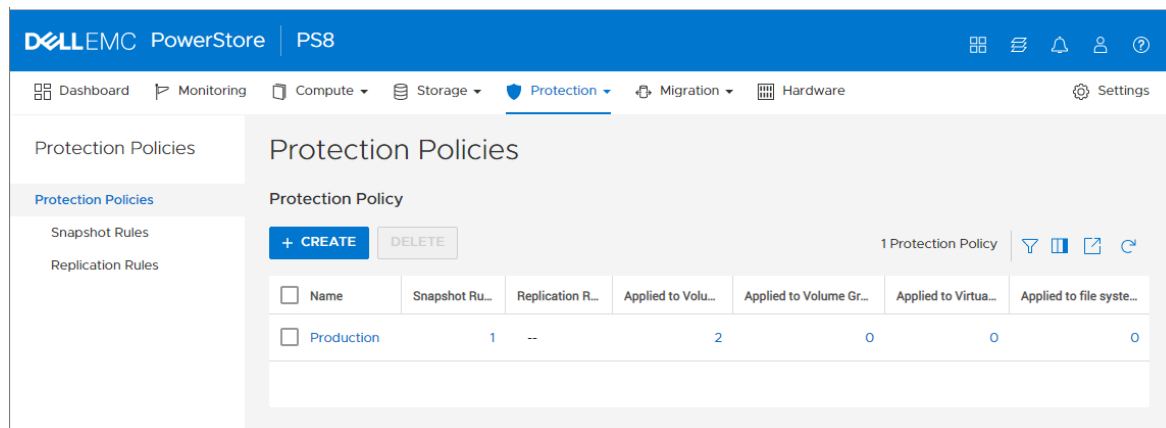 DELLEMC PowerStore PS8
Dashboard Monitoring Compute Storage Protection Migration Hardware Settings
Protection Policies
Protection Policies
Snapshot Rules
Replication Rules
Protection Policies
Protection Policy
+ CREATE DELETE 1 Protection Policy
Name Snapshot Ru... Replication R... Applied to Volu... Applied to Volume Gr... Applied to Virtua... Applied to file syste...
Production 1 -- 2 0 0 0